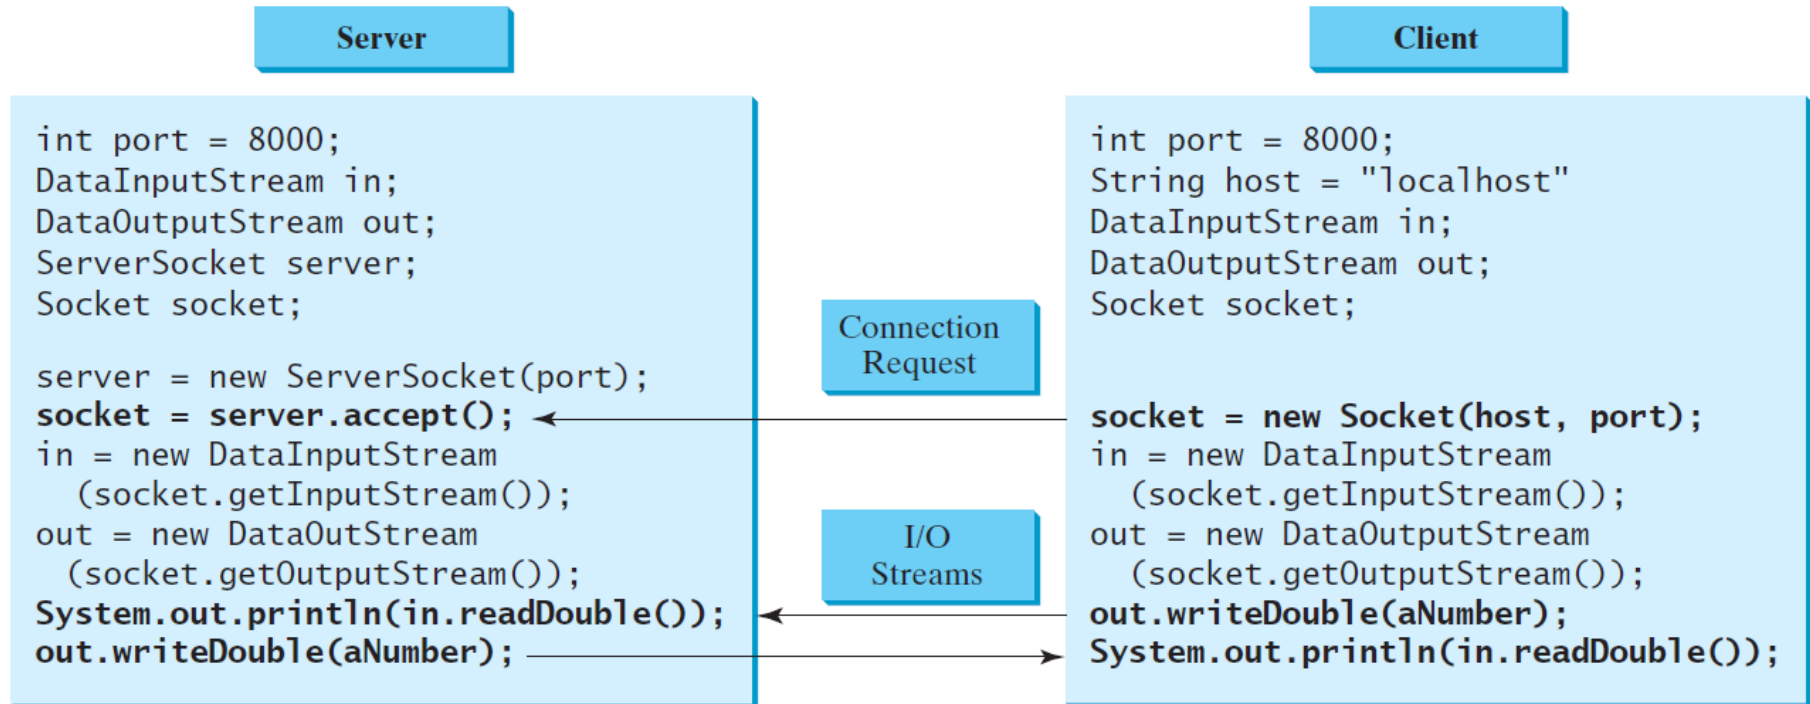 Server
int port = 8000;
DataInputStream in;
DataOutputStream out;
ServerSocket server;
Socket socket;
server = new ServerSocket(port);
socket = server.accept();
in = new DataInputStream
(socket.getInputStream());
out = new DataOutStream
(socket.getOutputStream());
System.out.println(in.readDouble());
out.writeDouble(aNumber);
Connection
Request
I/O
Streams
Client
int port = 8000;
String host = "localhost"
DataInputStream in;
DataOutputStream out;
Socket socket;
socket = new Socket(host, port);
in = new DataInputStream
(socket.getInputStream());
out = new DataOutputStream
(socket.getOutputStream());
out.writeDouble(aNumber);
System.out.println(in.readDouble());